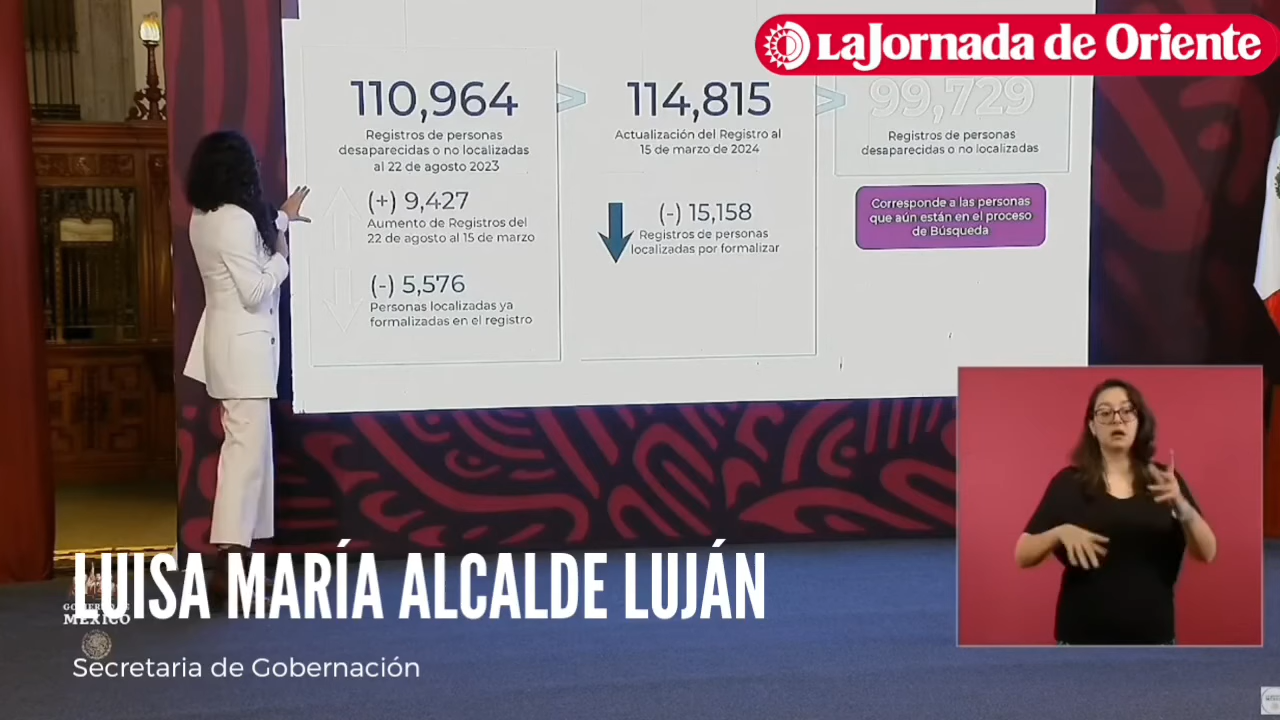 LaJornada de Oriente
110,964
Registros de personas
desaparecidas o no localizadas
al 22 de agosto 2023
(+) 9,427
Aumento de Registros del
22 de agosto al 15 de marzo
(-) 5,576
Personas localizadas ya
formalizadas en el registro
>
114,815
Actualización del Registro al
15 de marzo de 2024
(-) 15,158
Registros de personas
localizadas por formalizar
>
99,729
Registros de personas
desaparecidas o no localizadas
Corresponde a las personas
que aún están en el proceso
de Búsqueda
LUISA MARÍA ALCALDE LUJÁN
GOBIERNO DE
MÉXICO
Secretaria de Gobernación